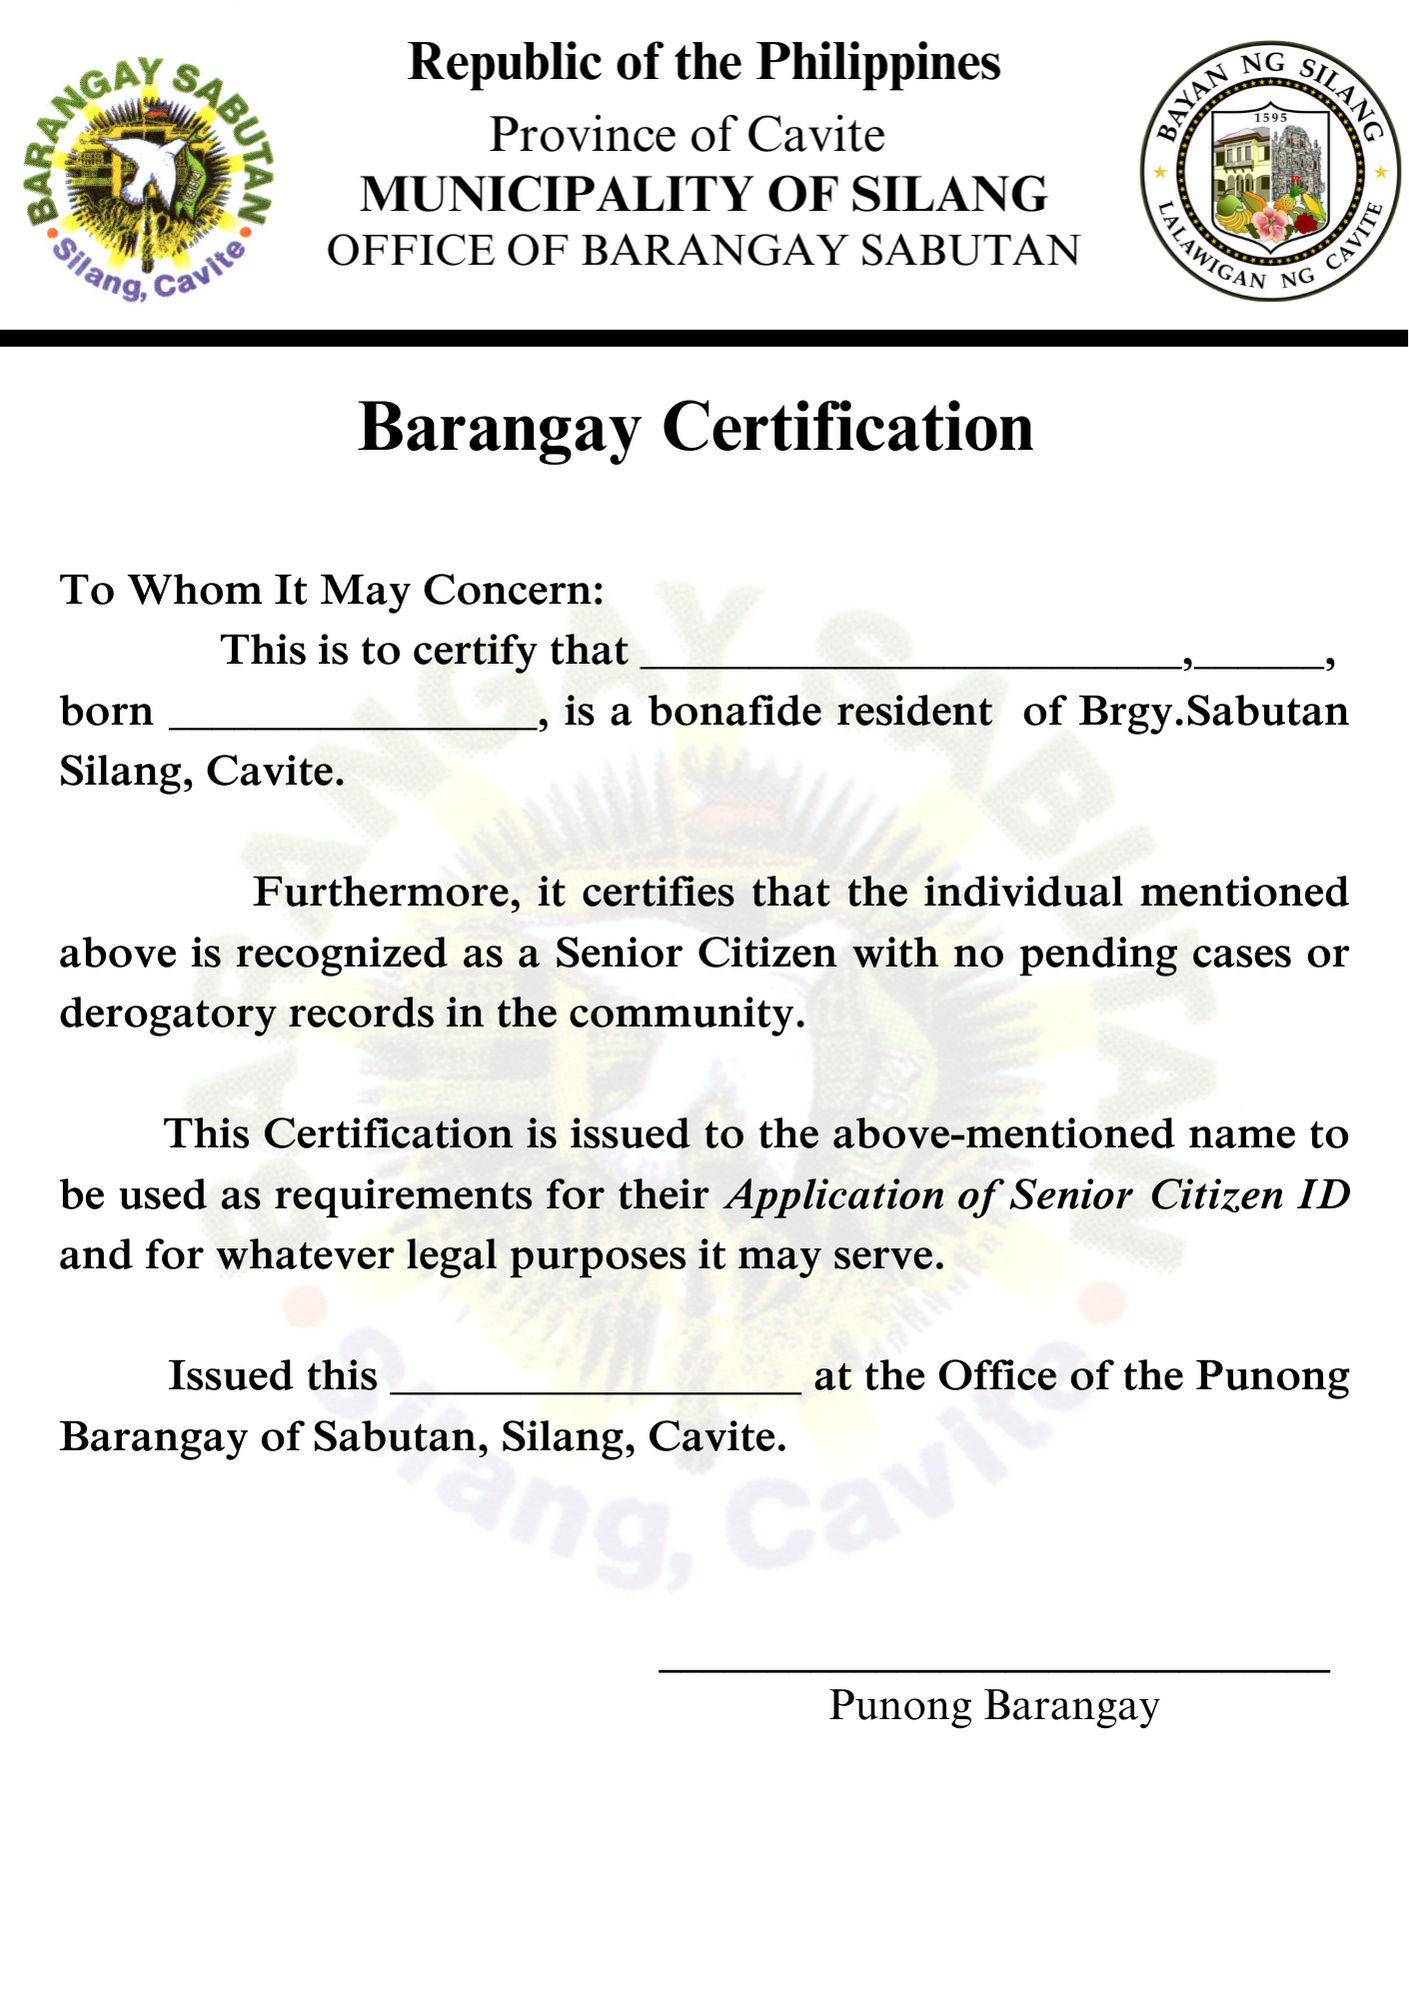 BARANGAY SABUTAN
Silang, Cavite
Republic of the Philippines
Province of Cavite
MUNICIPALITY OF SILANG
OFFICE OF BARANGAY SABUTAN
BAYAN NG SILANG
1595
LALAWIGAN NG CAVITE
Barangay Certification
To Whom It May Concern:
This is to certify that _________________________,______,
born _________________, is a bonafide resident of Brgy.Sabutan
Silang, Cavite.
Furthermore, it certifies that the individual mentioned
above is recognized as a Senior Citizen with no pending cases or
derogatory records in the community.
This Certification is issued to the above-mentioned name to
be used as requirements for their Application of Senior Citizen ID
and for whatever legal purposes it may serve.
Issued this ___________________ at the Office of the Punong
Barangay of Sabutan, Silang, Cavite.
_______________________________
Punong Barangay
BARANGAY SABUTAN
Silang, Cavite